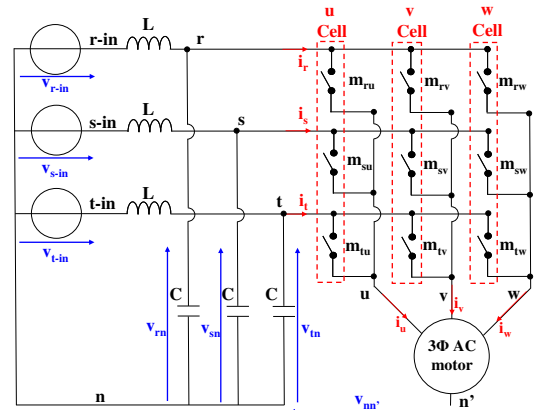 u v w
Cell Cell Cell
r-in L r
i_r
m_ru m_rv m_rw
v_r-in
s-in L s
i_s
m_su m_sv m_sw
v_s-in
t-in L t
i_t
m_tu m_tv m_tw
v_t-in
u v w
i_u i_v i_w
C C C
v_rn v_sn v_tn
3Φ AC
motor
n v_nn' n'